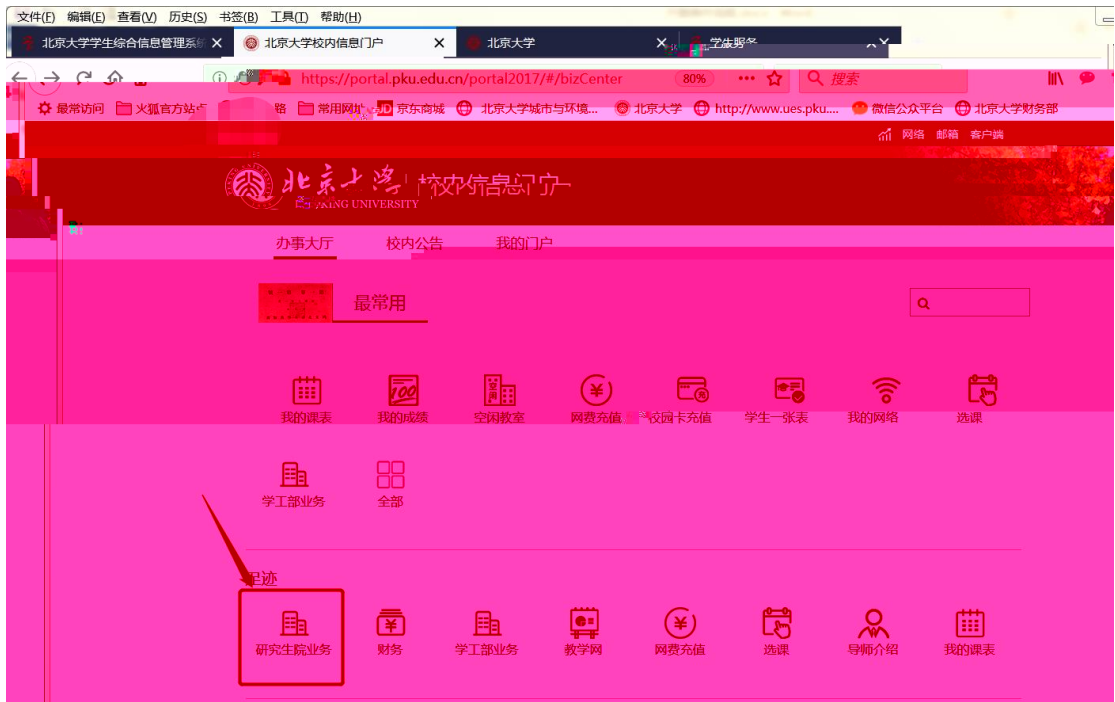 文件(F) 编辑(E) 查看(V) 历史(S) 书签(B) 工具(T) 帮助(H)
北京大学学生综合信息管理系统 北京大学校内信息门户 北京大学
https://portal.pku.edu.cn/portal2017/#/bizCenter 80% 搜索
最常访问 火狐官方站点 常用网址 JD 京东商城 北京大学城市与环境... 北京大学 http://www.ues.pku.... 微信公众平台 北京大学财务部
网络 邮箱 客户端
北京大学 校内信息门户
UNIVERSITY
办事大厅 校内公告 我的门户
最常用
我的课表 我的成绩 空闲教室 网费充值 校园卡充值 学生一张表 我的网络 选课
学工部业务 全部
足迹
研究生院业务 财务 学工部业务 教学网 网费充值 选课 导师介绍 我的课表